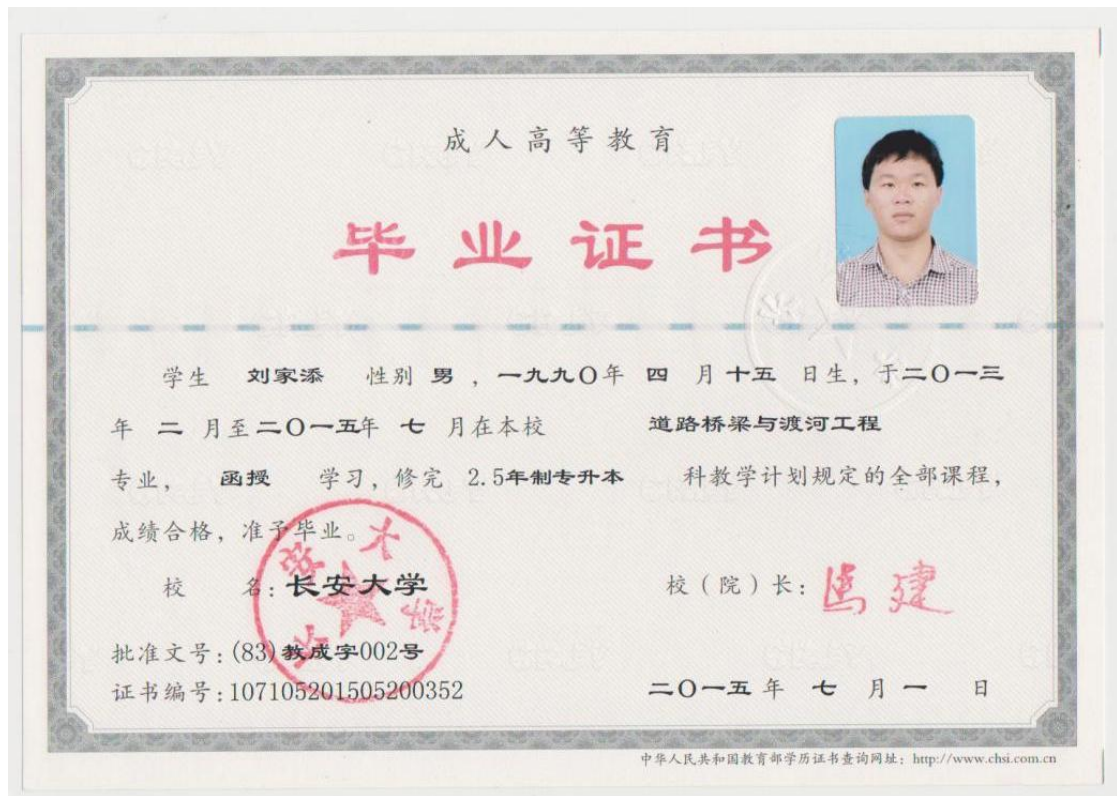 成人高等教育
毕业证书
学生 刘家添 性别 男 ，一九九〇年 四 月 十五 日生，于二〇一三
年 二 月至二〇一五年 七 月在本校 道路桥梁与渡河工程
专业， 函授 学习，修完 2.5年制专升本 科教学计划规定的全部课程，
成绩合格，准予毕业。
校 名：长安大学 校（院）长：马建
长安大学
批准文号：(83)教成字002号
证书编号：107105201505200352 二〇一五年 七 月 一 日
中华人民共和国教育部学历证书查询网址：http://www.chsi.com.cn